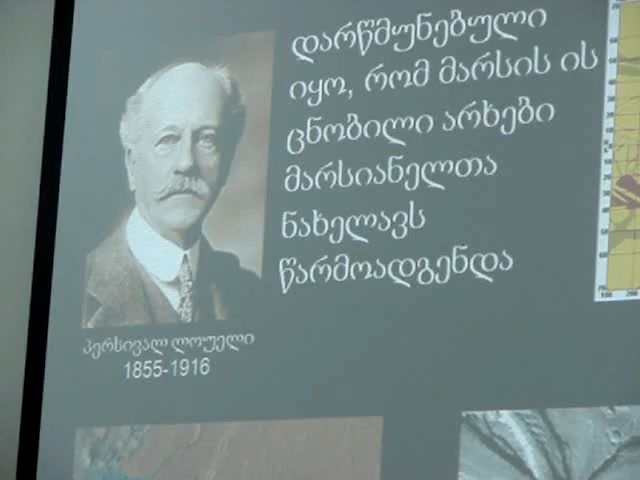 დარწმუნებული
იყო, რომ მარსის ის
ცნობილი არხები
მარსიანელთა
ნახელავს
წარმოადგენდა
პერსივალ ლოუელი
1855-1916